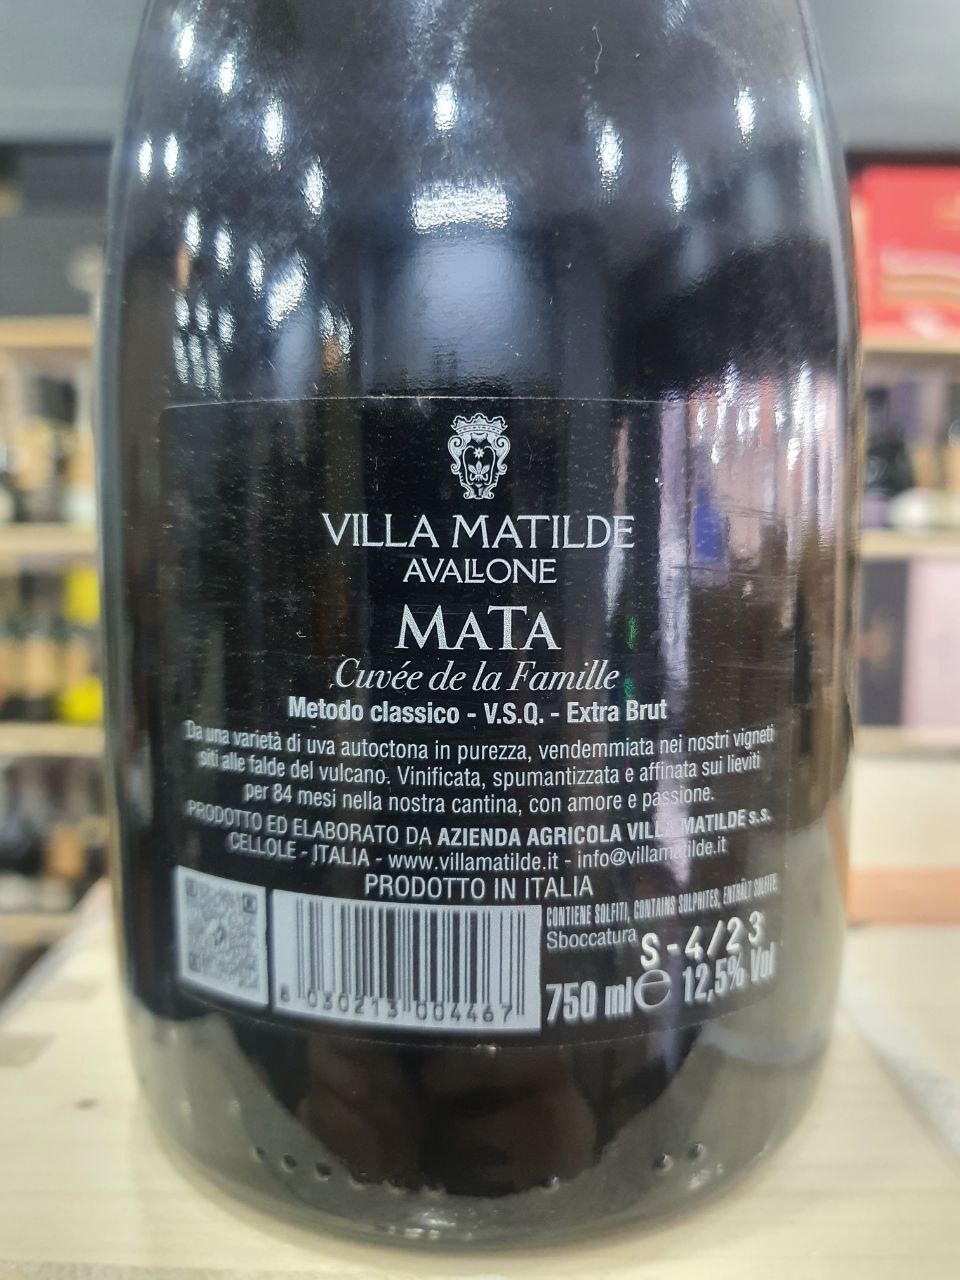 VILLA MATILDE
AVALLONE
MATA
Cuvée de la Famille
Metodo classico - V.S.Q. - Extra Brut
Da una varietà di uva autoctona in purezza, vendemmiata nei nostri vigneti
siti alle falde del vulcano. Vinificata, spumantizzata e affinata sui lieviti
per 84 mesi nella nostra cantina, con amore e passione.
PRODOTTO ED ELABORATO DA AZIENDA AGRICOLA VILLA MATILDE s.s.
CELLOLE - ITALIA - www.villamatilde.it - info@villamatilde.it
PRODOTTO IN ITALIA
CONTIENE SOLFITI, CONTAINS SULPHITES, ENTHÄLT SULFITE
Sboccatura S-4/23
750 ml e 12,5% Vol
8 030213 004467